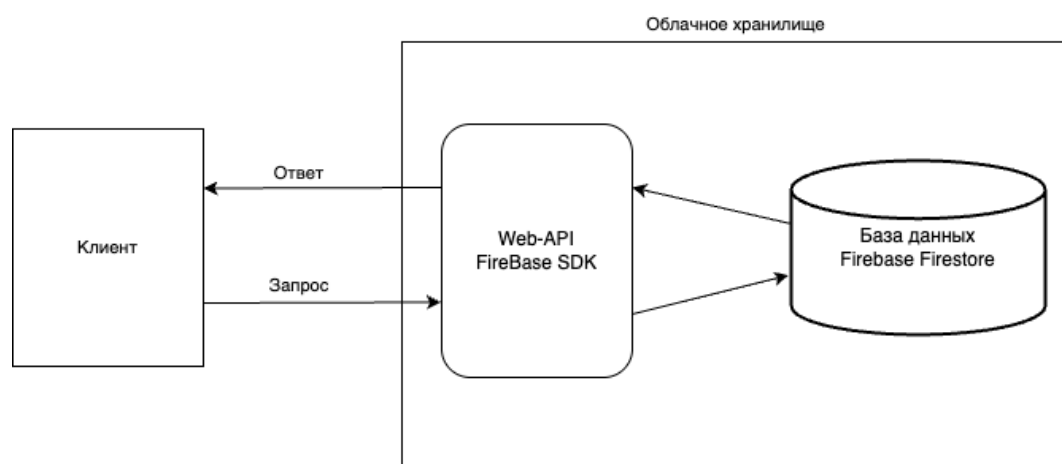 Облачное хранилище
Ответ
Клиент
Запрос
Web-API
FireBase SDK
База данных
Firebase Firestore